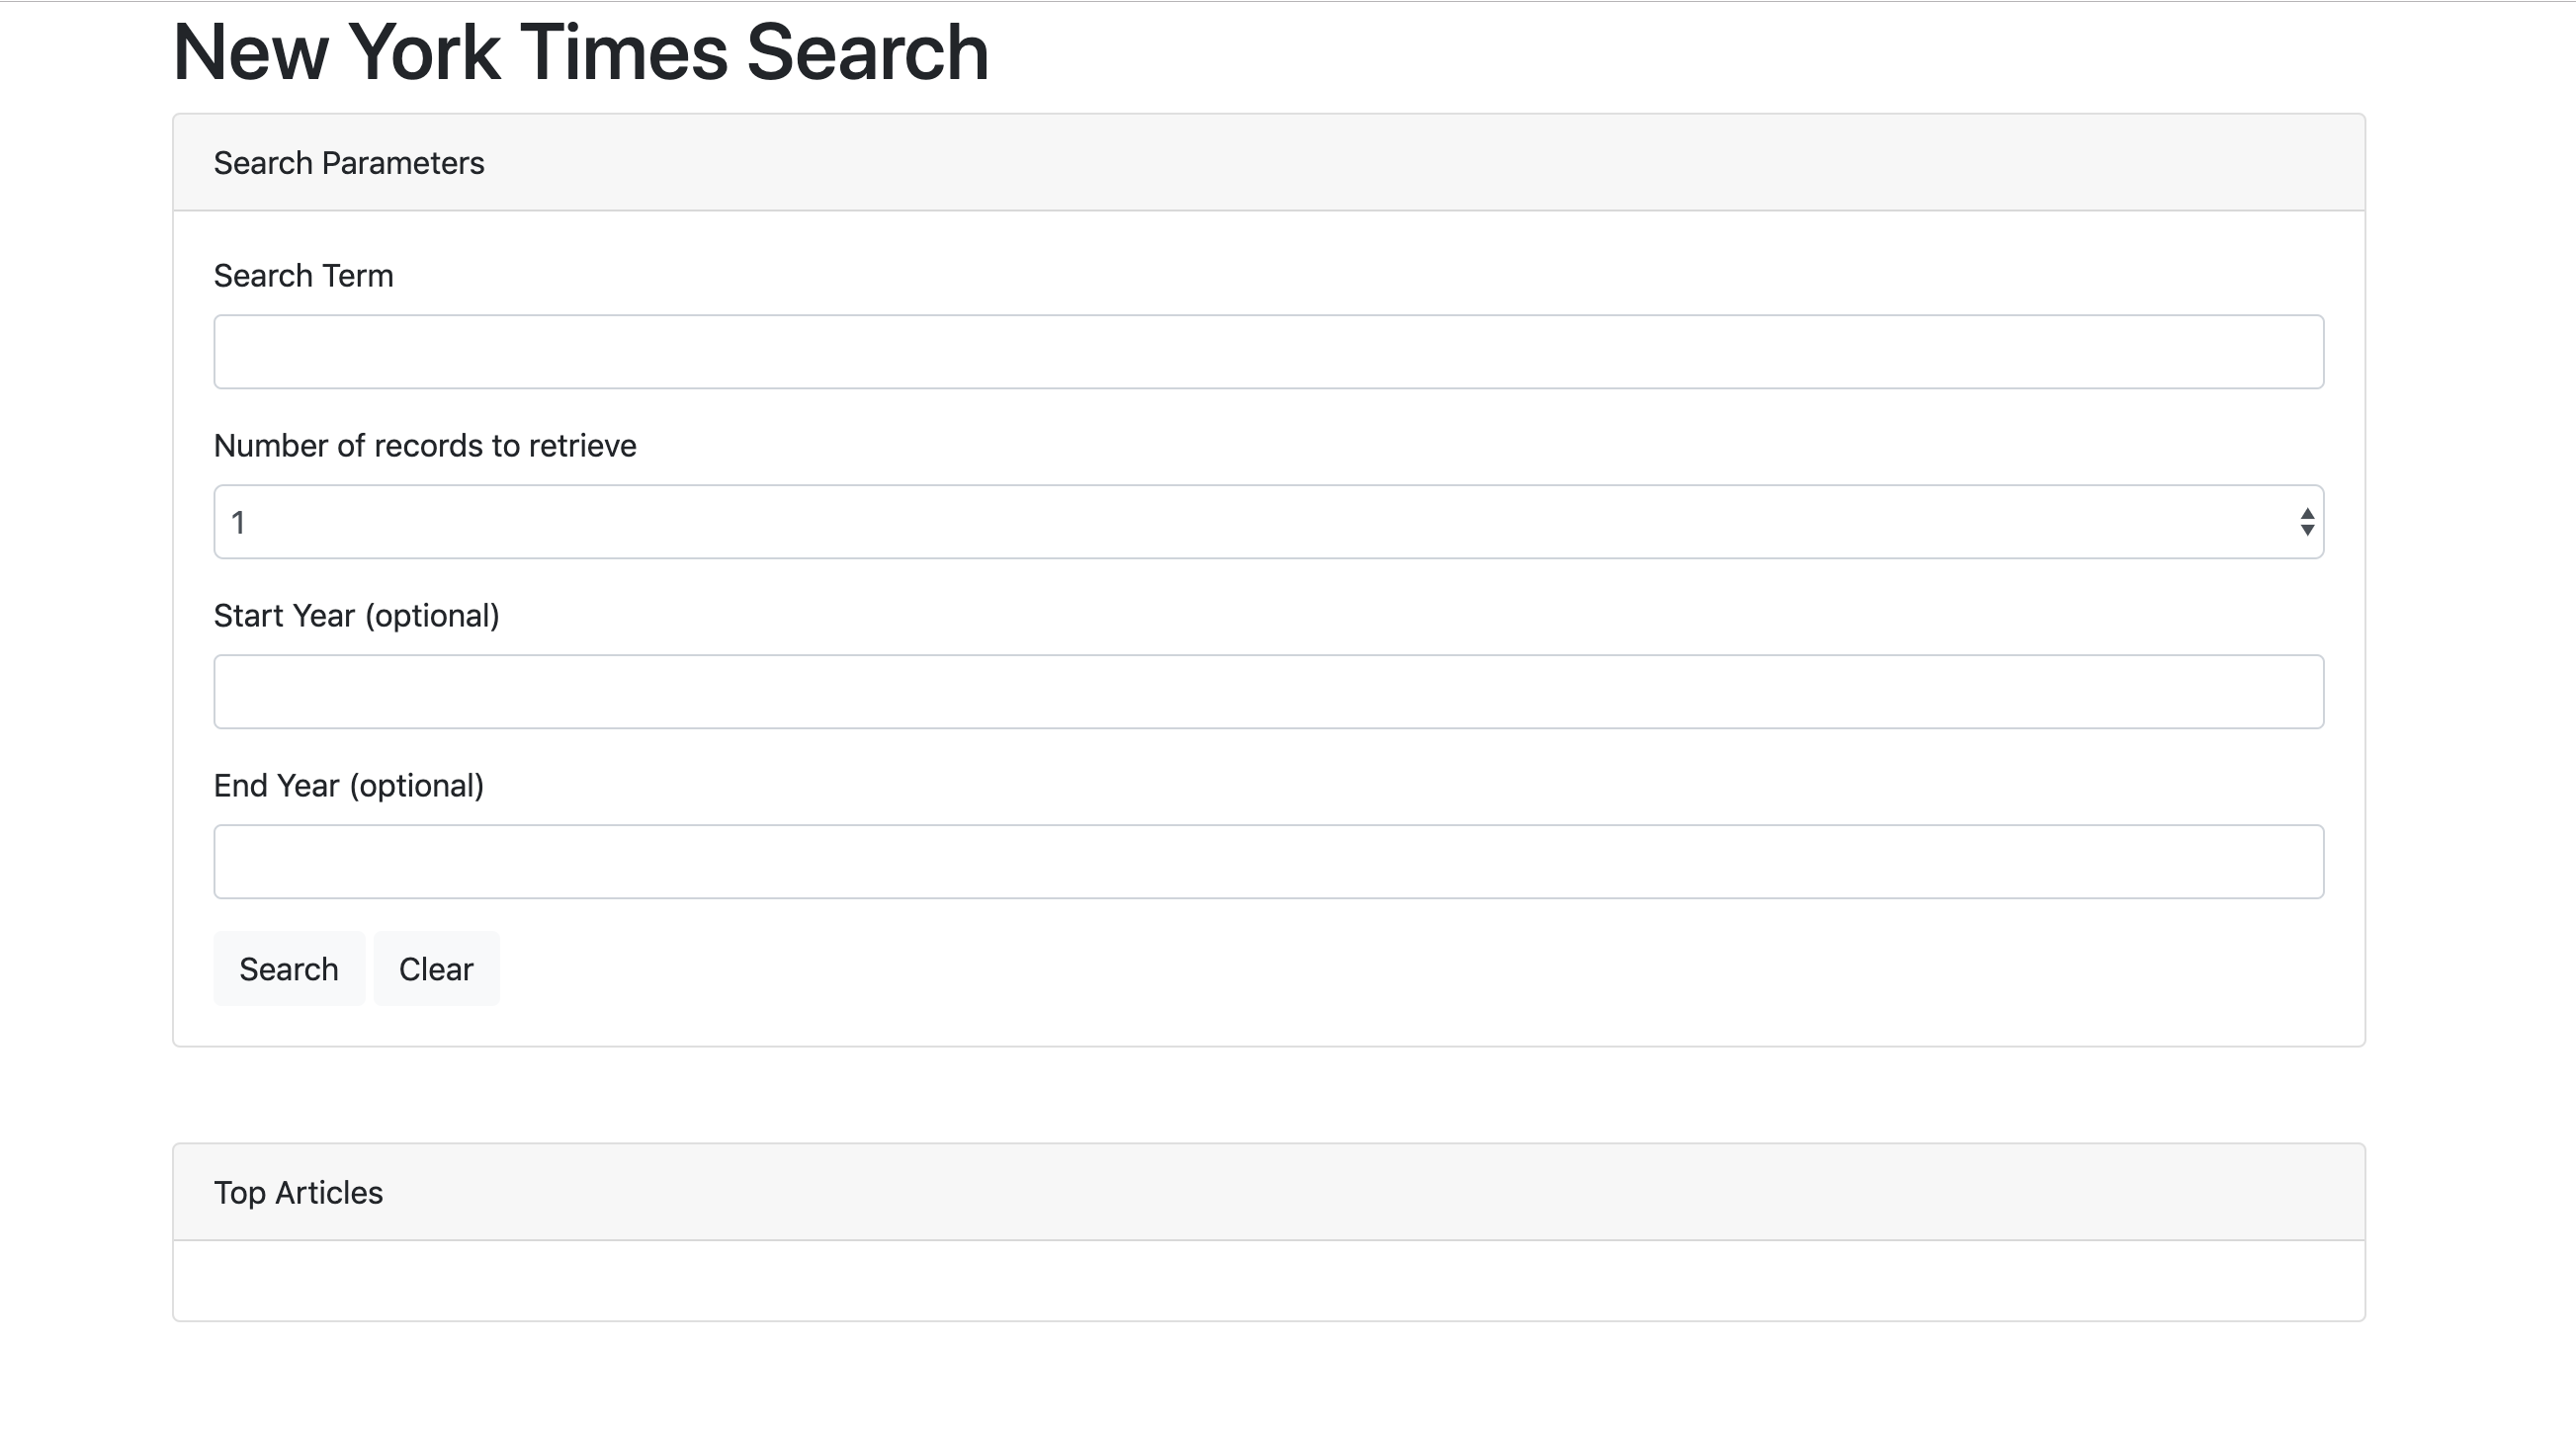 New York Times Search
Search Parameters
Search Term
Number of records to retrieve
1
Start Year (optional)
End Year (optional)
Search Clear
Top Articles